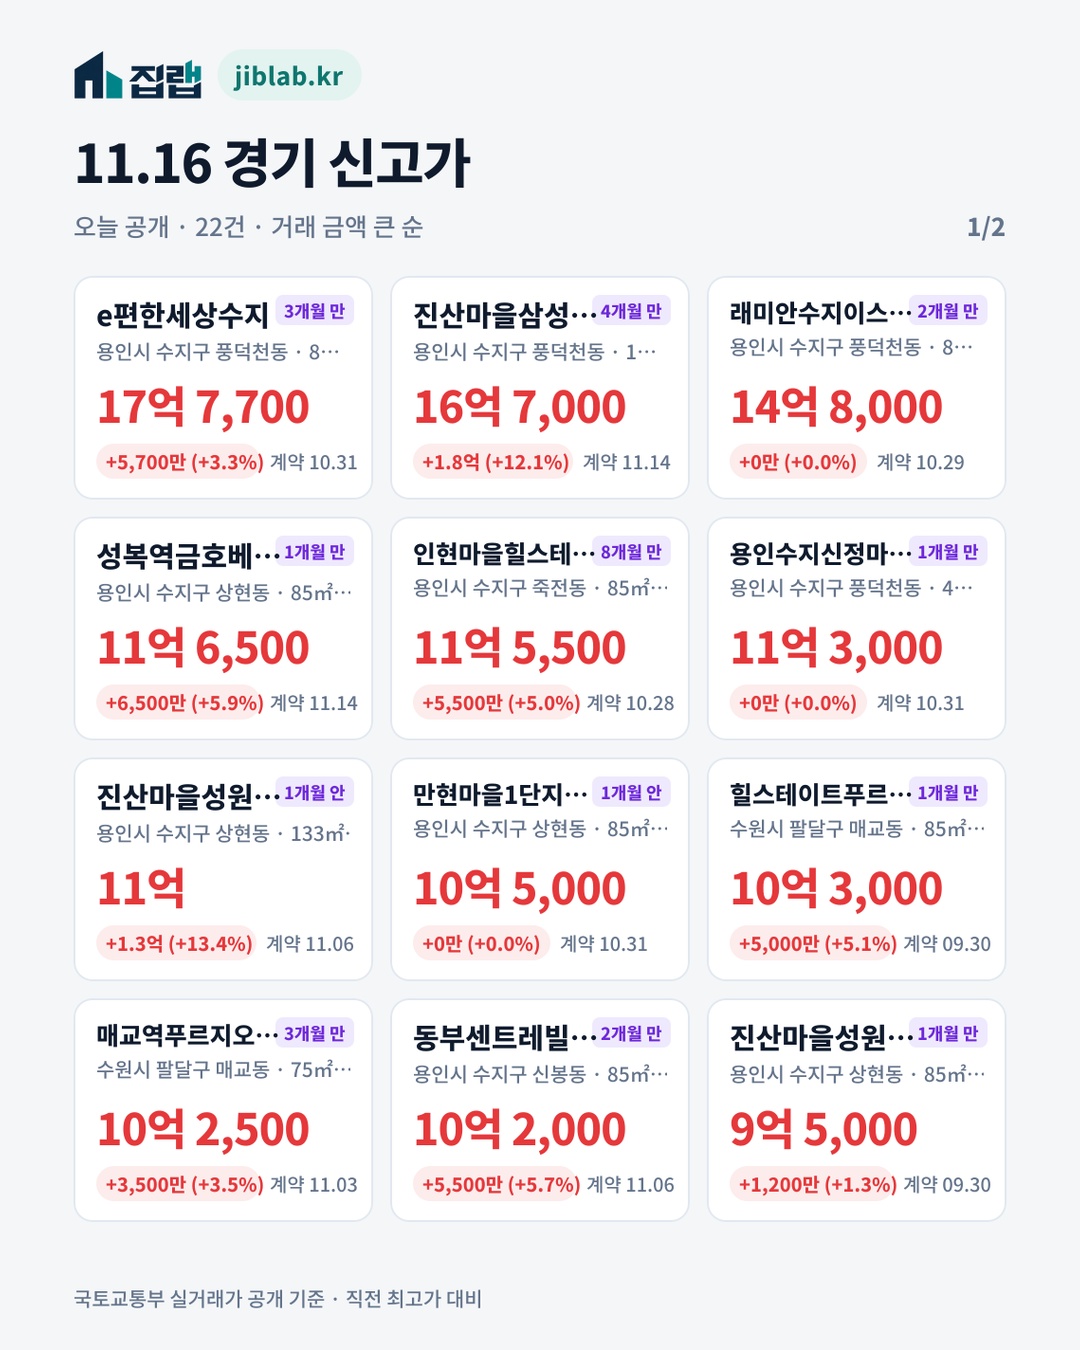 집랩 jiblab.kr
11.16 경기 신고가
오늘 공개 · 22건 · 거래 금액 큰 순 1/2
e편한세상수지 3개월 만
용인시 수지구 풍덕천동 · 8…
17억 7,700
+5,700만 (+3.3%) 계약 10.31
진산마을삼성… 4개월 만
용인시 수지구 풍덕천동 · 1…
16억 7,000
+1.8억 (+12.1%) 계약 11.14
래미안수지이스… 2개월 만
용인시 수지구 풍덕천동 · 8…
14억 8,000
+0만 (+0.0%) 계약 10.29
성복역금호베… 1개월 만
용인시 수지구 상현동 · 85㎡…
11억 6,500
+6,500만 (+5.9%) 계약 11.14
인현마을힐스테… 8개월 만
용인시 수지구 죽전동 · 85㎡…
11억 5,500
+5,500만 (+5.0%) 계약 10.28
용인수지신정마… 1개월 만
용인시 수지구 풍덕천동 · 4…
11억 3,000
+0만 (+0.0%) 계약 10.31
진산마을성원… 1개월 안
용인시 수지구 상현동 · 133㎡·
11억
+1.3억 (+13.4%) 계약 11.06
만현마을1단지… 1개월 안
용인시 수지구 상현동 · 85㎡…
10억 5,000
+0만 (+0.0%) 계약 10.31
힐스테이트푸르… 1개월 만
수원시 팔달구 매교동 · 85㎡…
10억 3,000
+5,000만 (+5.1%) 계약 09.30
매교역푸르지오… 3개월 만
수원시 팔달구 매교동 · 75㎡…
10억 2,500
+3,500만 (+3.5%) 계약 11.03
동부센트레빌… 2개월 만
용인시 수지구 신봉동 · 85㎡…
10억 2,000
+5,500만 (+5.7%) 계약 11.06
진산마을성원… 1개월 만
용인시 수지구 상현동 · 85㎡…
9억 5,000
+1,200만 (+1.3%) 계약 09.30
국토교통부 실거래가 공개 기준 · 직전 최고가 대비